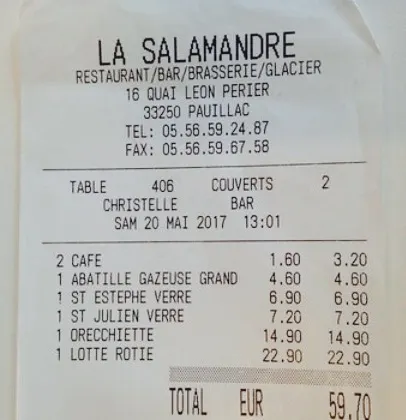 LA SALAMANDRE
RESTAURANT/BAR/BRASSERIE/GLACIER
16 QUAI LEON PERIER
33250 PAUILLAC
TEL: 05.56.59.24.87
FAX: 05.56.59.67.58
TABLE 406 COUVERTS 2
CHRISTELLE BAR
SAM 20 MAI 2017 13:01
2 CAFE 1.60 3.20
1 ABATILLE GAZEUSE GRAND 4.60 4.60
1 ST ESTEPHE VERRE 6.90 6.90
1 ST JULIEN VERRE 7.20 7.20
1 ORECCHIETTE 14.90 14.90
1 LOTTE ROTIE 22.90 22.90
TOTAL EUR 59.70